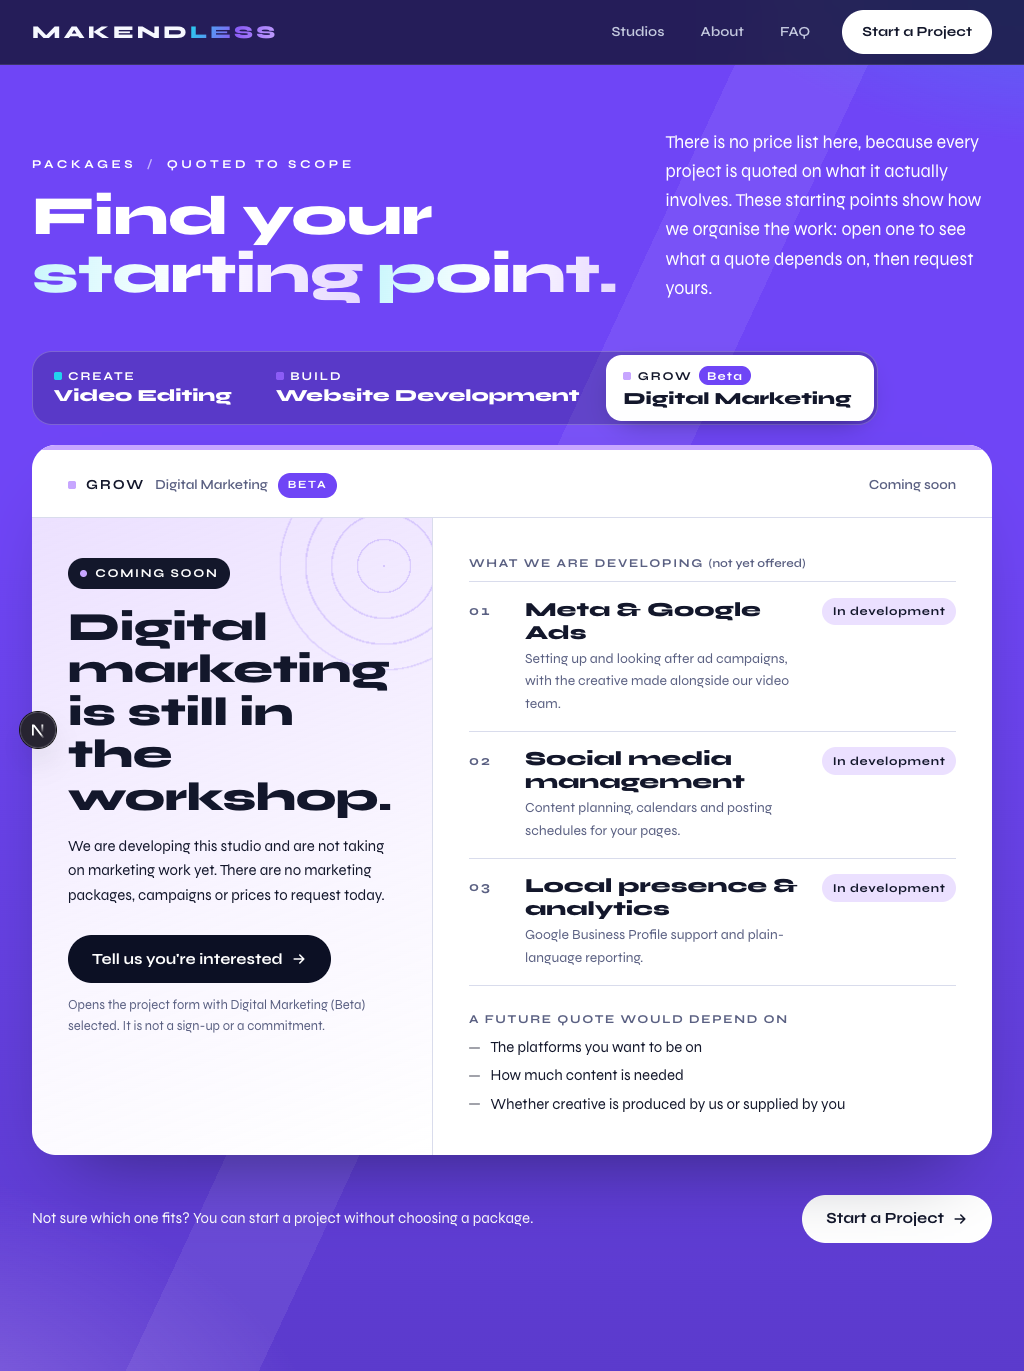 MAKENDLESS
Studios
About
FAQ
Start a Project
PACKAGES / QUOTED TO SCOPE
Find your
starting point.
There is no price list here, because every
project is quoted on what it actually
involves. These starting points show how
we organise the work: open one to see
what a quote depends on, then request
yours.
CREATE
Video Editing
BUILD
Website Development
GROW Beta
Digital Marketing
GROW Digital Marketing BETA
Coming soon
COMING SOON
Digital
marketing
is still in
the
workshop.
We are developing this studio and are not taking
on marketing work yet. There are no marketing
packages, campaigns or prices to request today.
Tell us you're interested →
Opens the project form with Digital Marketing (Beta)
selected. It is not a sign-up or a commitment.
N
WHAT WE ARE DEVELOPING (not yet offered)
01
Meta & Google
Ads
In development
Setting up and looking after ad campaigns,
with the creative made alongside our video
team.
02
Social media
management
In development
Content planning, calendars and posting
schedules for your pages.
03
Local presence &
analytics
In development
Google Business Profile support and plain-
language reporting.
A FUTURE QUOTE WOULD DEPEND ON
— The platforms you want to be on
— How much content is needed
— Whether creative is produced by us or supplied by you
Not sure which one fits? You can start a project without choosing a package.
Start a Project →